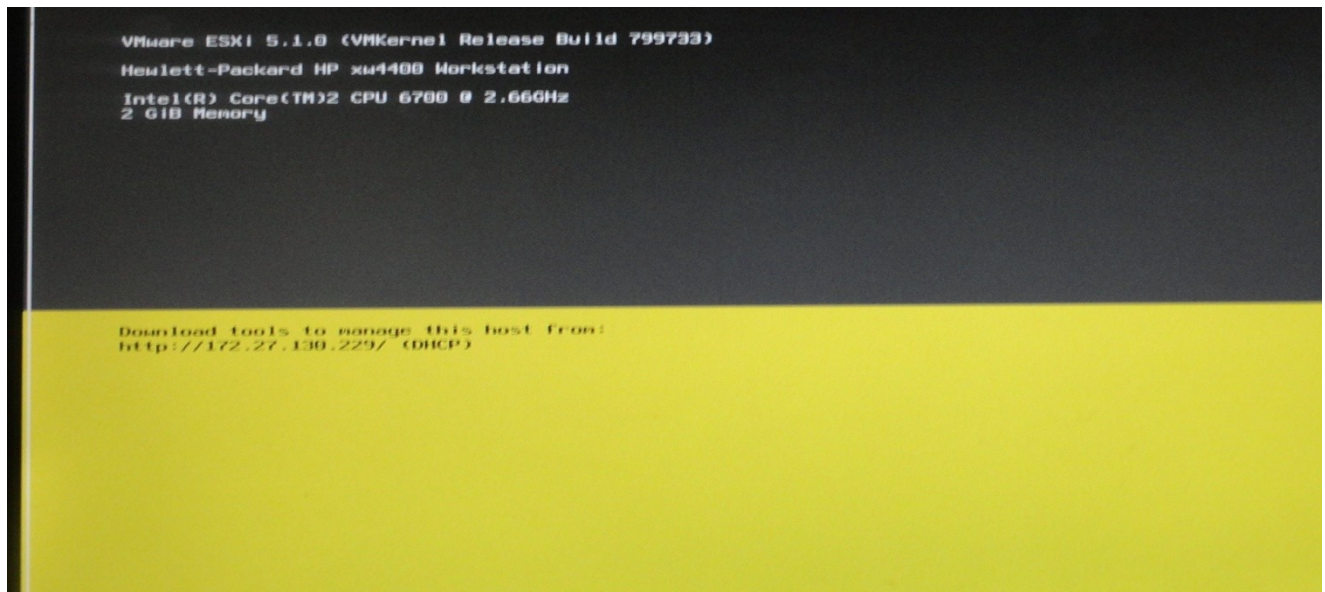 VMware ESXi 5.1.0 (VMKernel Release Build 799733)
Hewlett-Packard HP xw4400 Workstation
Intel(R) Core(TM)2 CPU 6700 @ 2.66GHz
2 GiB Memory
Download tools to manage this host from:
http://172.27.130.229/ (DHCP)